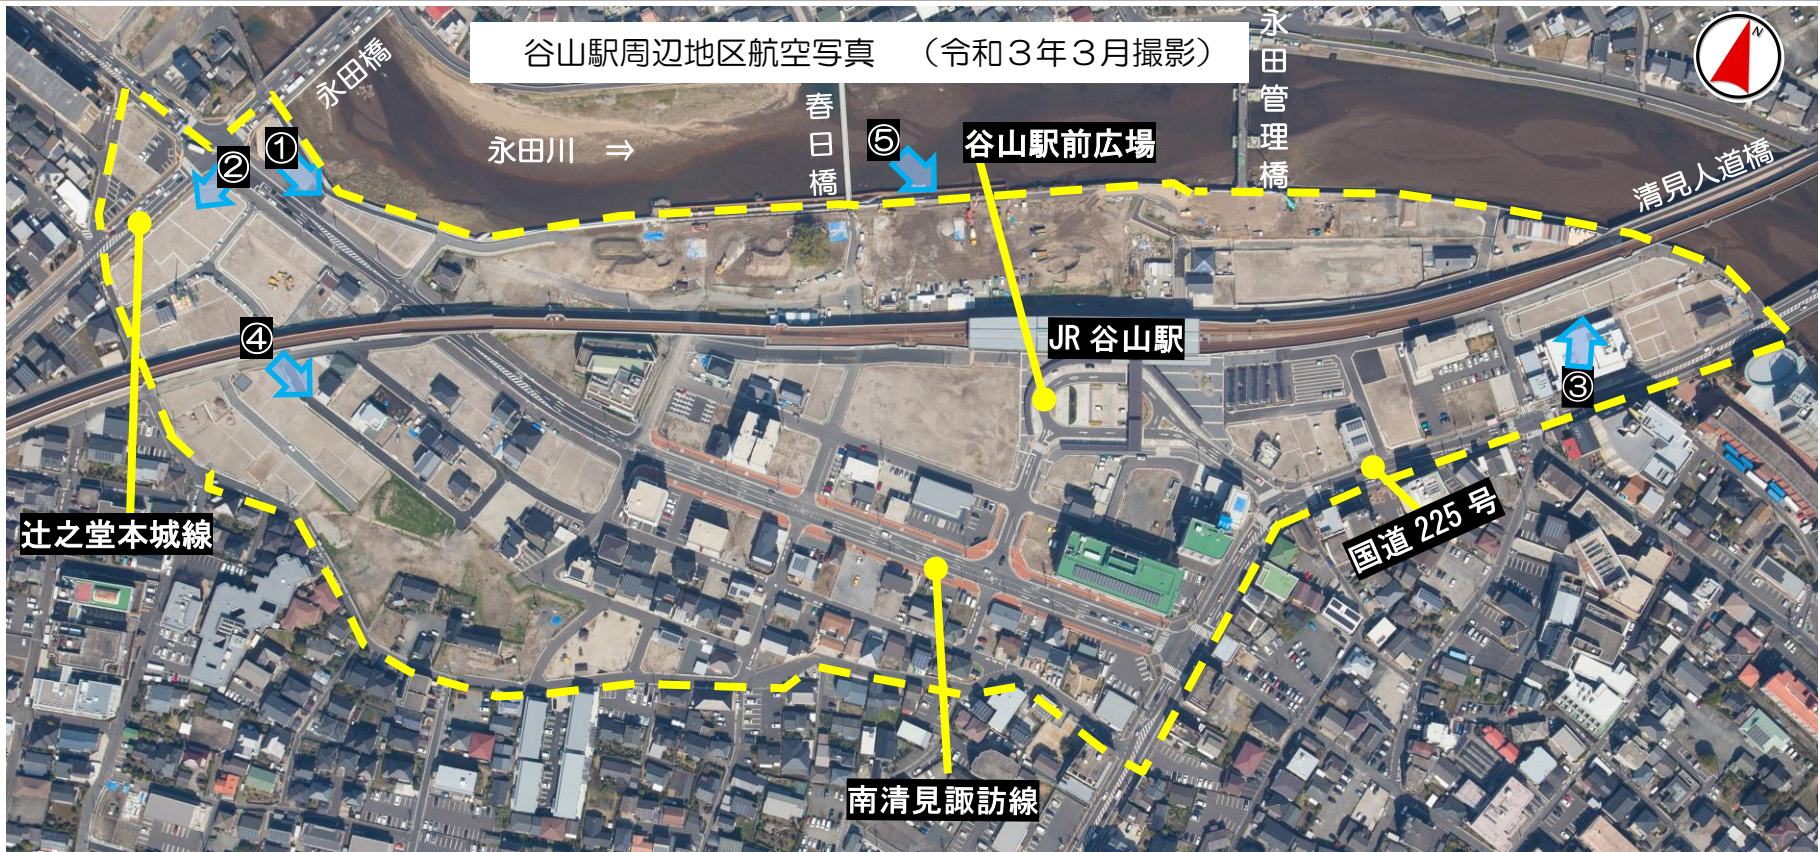 谷山駅周辺地区航空写真　（令和３年３月撮影）
N
永田橋
永田川　⇒
春日橋
永田管理橋
清見人道橋
①
②
⑤
谷山駅前広場
④
JR 谷山駅
③
辻之堂本城線
国道 225 号
南清見諏訪線